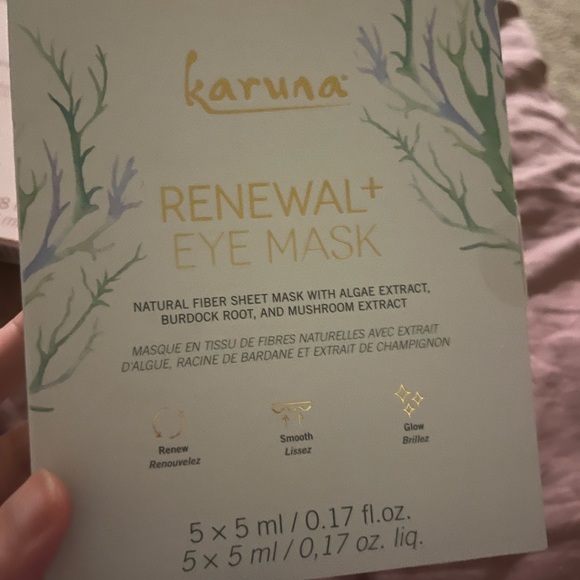 karuna
RENEWAL+
EYE MASK
NATURAL FIBER SHEET MASK WITH ALGAE EXTRACT,
BURDOCK ROOT, AND MUSHROOM EXTRACT
MASQUE EN TISSU DE FIBRES NATURELLES AVEC EXTRAIT
D'ALGUE, RACINE DE BARDANE ET EXTRAIT DE CHAMPIGNON
Renew
Renouvelez
Smooth
Lissez
Glow
Brillez
5 x 5 ml / 0.17 fl.oz.
5 x 5 ml / 0,17 oz. liq.